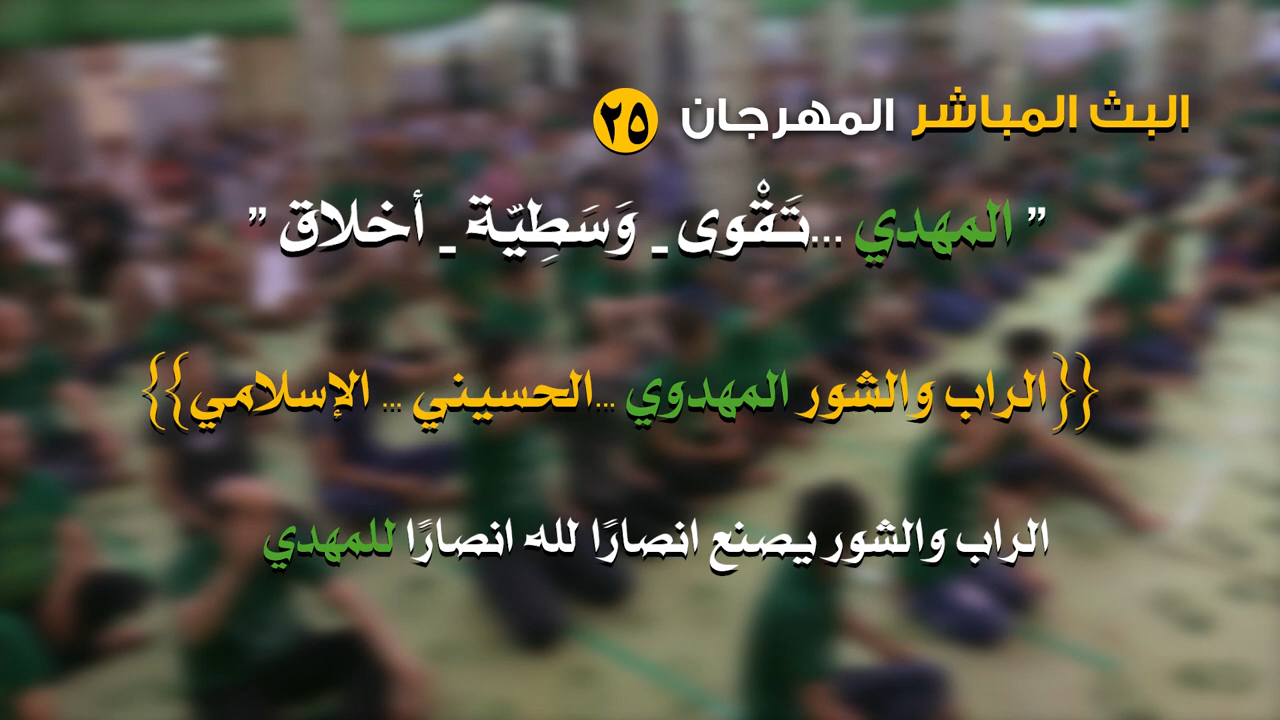 البث المباشر المهرجان ٢٥
” المهدي ...تَقْوى ـ وَسَطِيّة ـ أخلاق ”
{{الراب والشور المهدوي ...الحسيني ... الإسلامي}}
الراب والشور يصنع انصارًا لله انصارًا للمهدي